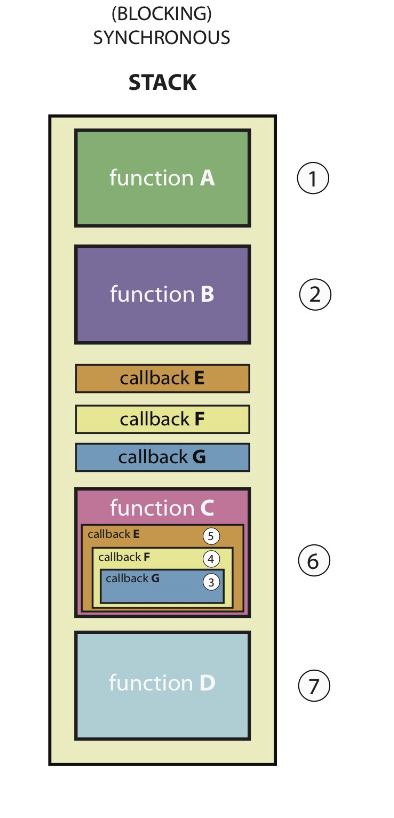 (BLOCKING)
SYNCHRONOUS
STACK
function A
1
function B
2
callback E
callback F
callback G
function C
callback E
5
callback F
4
callback G
3
6
function D
7